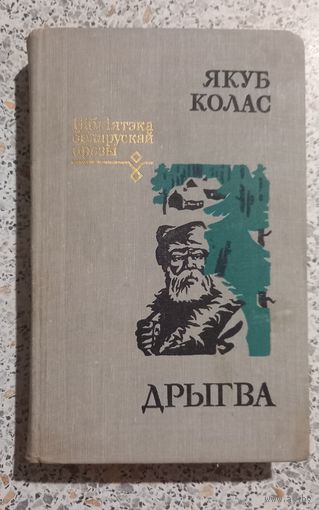 ЯКУБ
КОЛАС
Бібліятэка
беларускай
прозы
ДРЫГВА